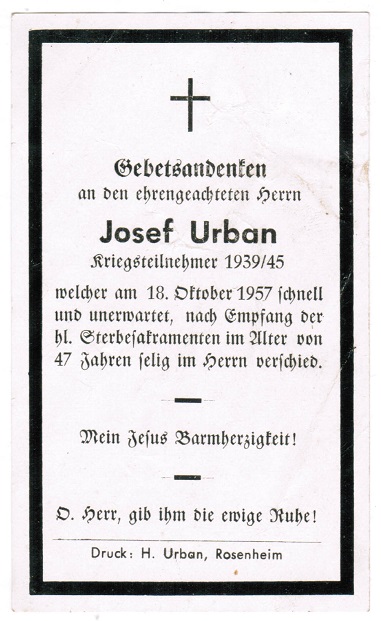 Gebetsandenken
an den ehrengeachteten Herrn
Josef Urban
Kriegsteilnehmer 1939/45
welcher am 18. Oktober 1957 schnell
und unerwartet, nach Empfang der
hl. Sterbesakramenten im Alter von
47 Jahren selig im Herrn verschied.
Mein Jesus Barmherzigkeit!
O. Herr, gib ihm die ewige Ruhe!
Druck: H. Urban, Rosenheim